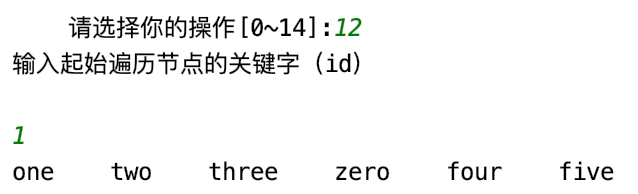 请选择你的操作[0~14]:12
输入起始遍历节点的关键字（id）
1
one two three zero four five